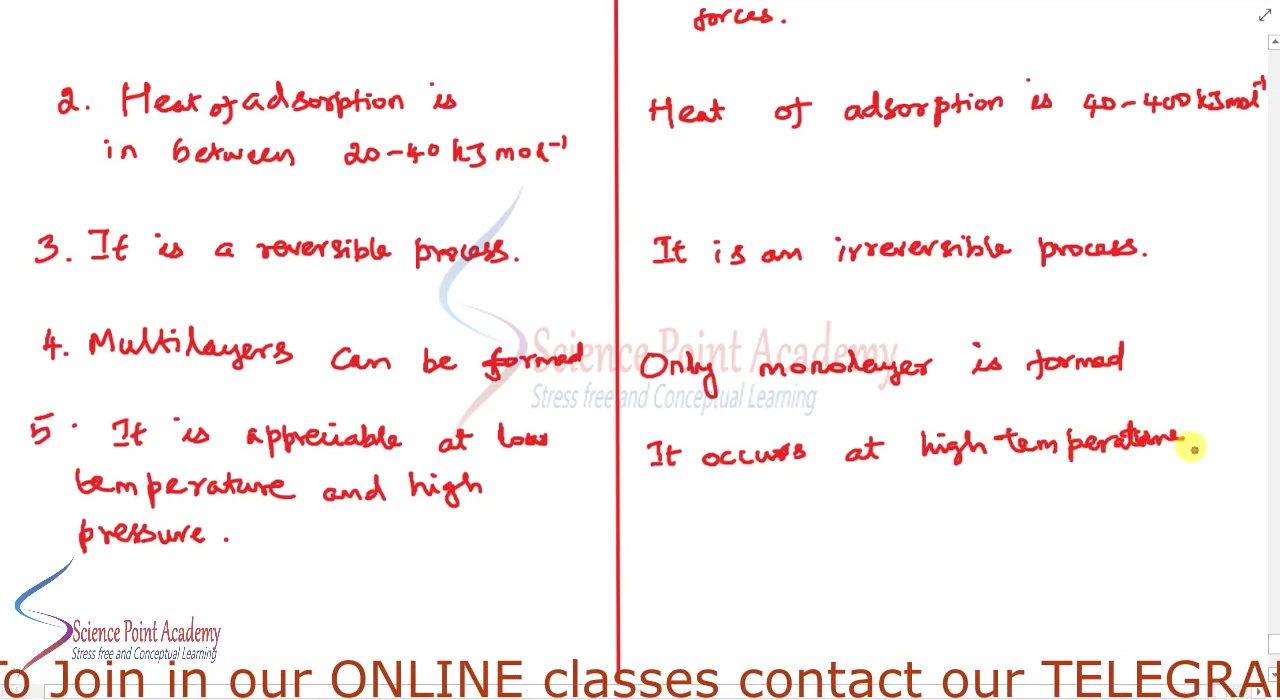 forces.
2. Heat of adsorption is
in between 20-40 kJ mol⁻¹
Heat of adsorption is 40-400 kJ mol⁻¹
3. It is a reversible process.
It is an irreversible process.
4. Multilayers can be formed
Only monolayer is formed
Science Point Academy
Stress free and Conceptual Learning
5. It is appreciable at low
temperature and high
pressure.
It occurs at high temperature
Science Point Academy
Stress free and Conceptual Learning
To Join in our ONLINE classes contact our TELEGRA